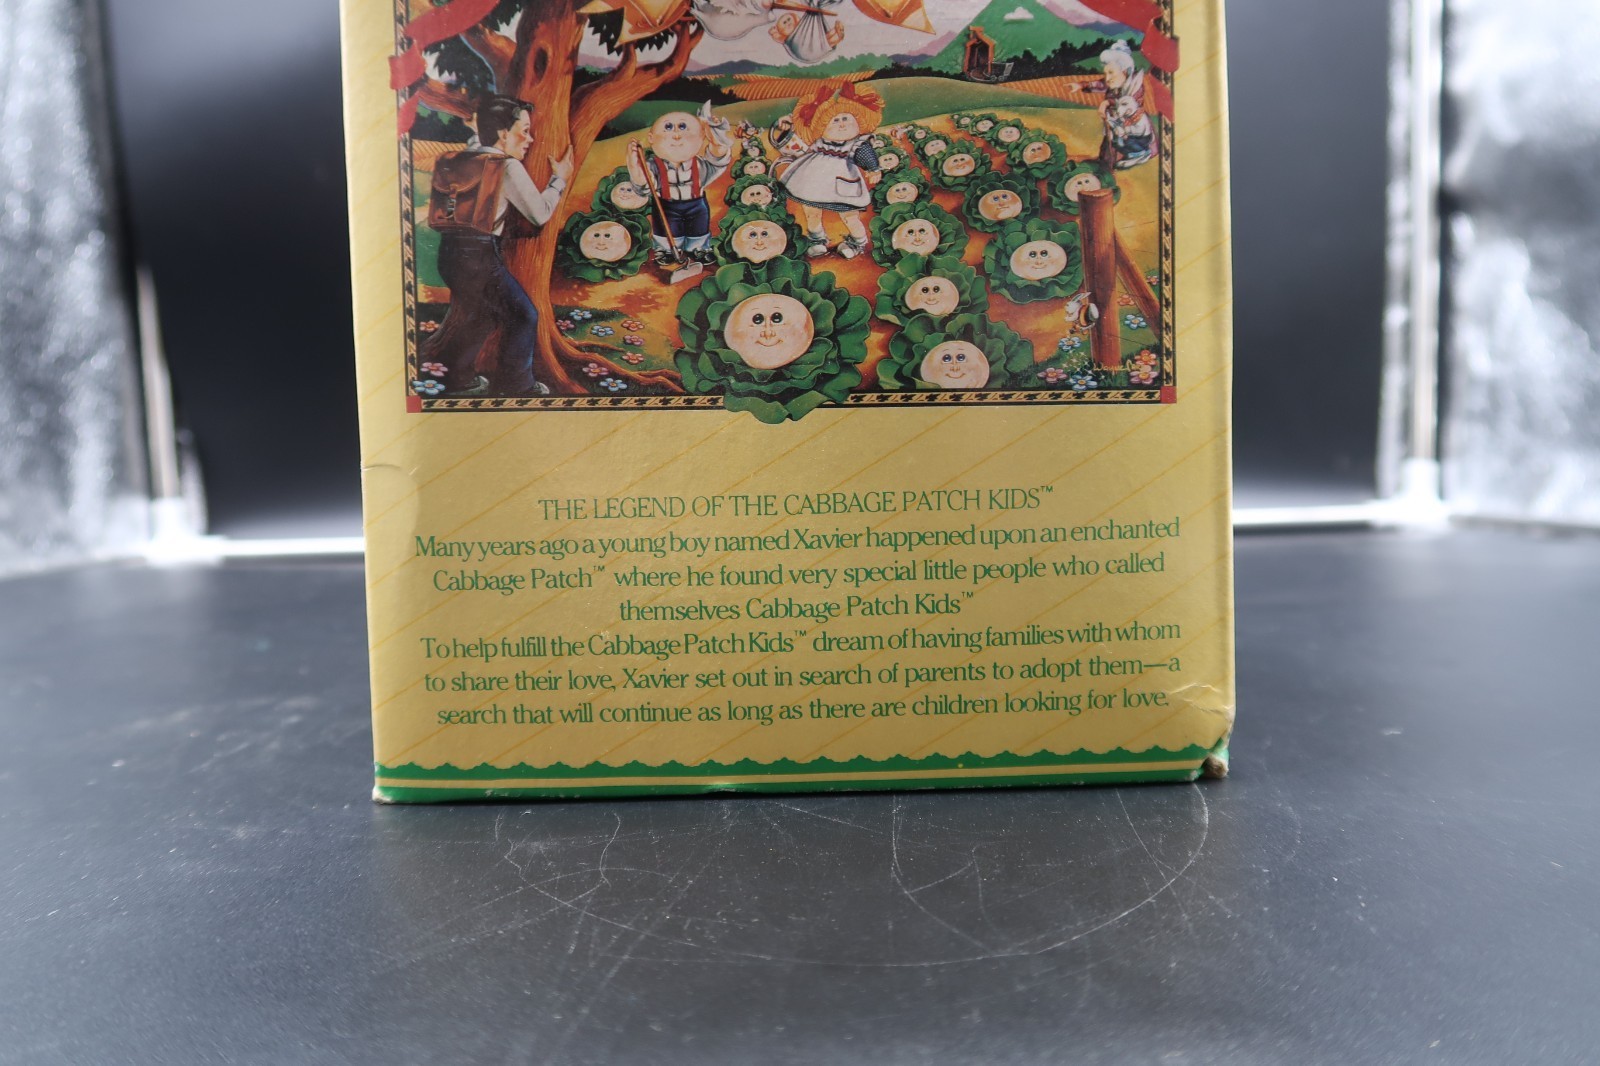 THE LEGEND OF THE CABBAGE PATCH KIDS™
Many years ago a young boy named Xavier happened upon an enchanted
Cabbage Patch™ where he found very special little people who called
themselves Cabbage Patch Kids™
To help fulfill the Cabbage Patch Kids™ dream of having families with whom
to share their love, Xavier set out in search of parents to adopt them—a
search that will continue as long as there are children looking for love.